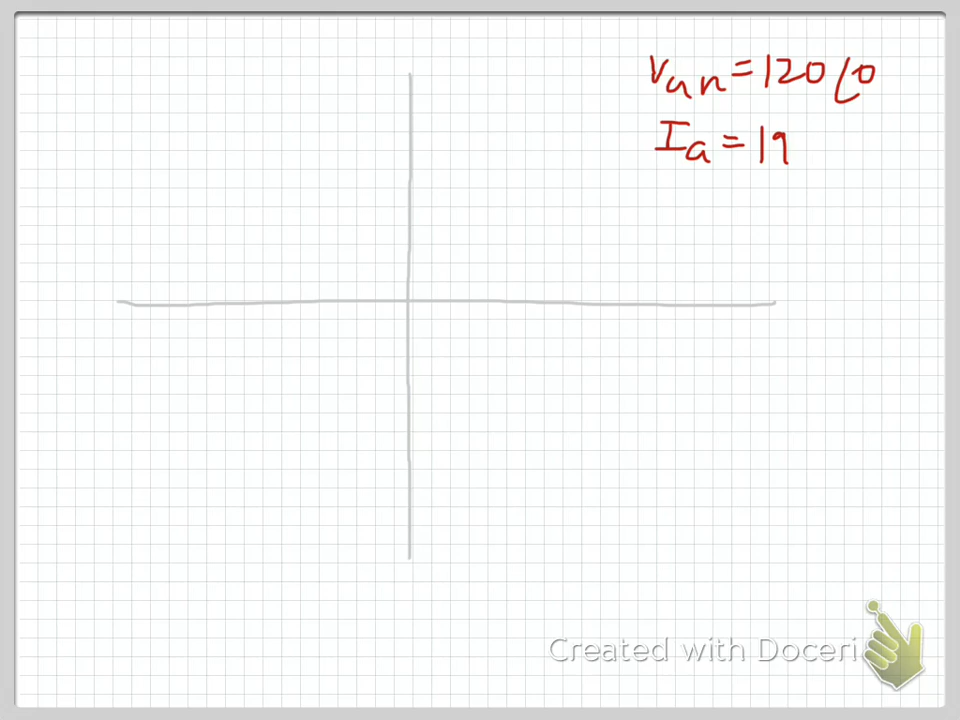 Van = 120∠0
Ia = 19
Created with Doceri